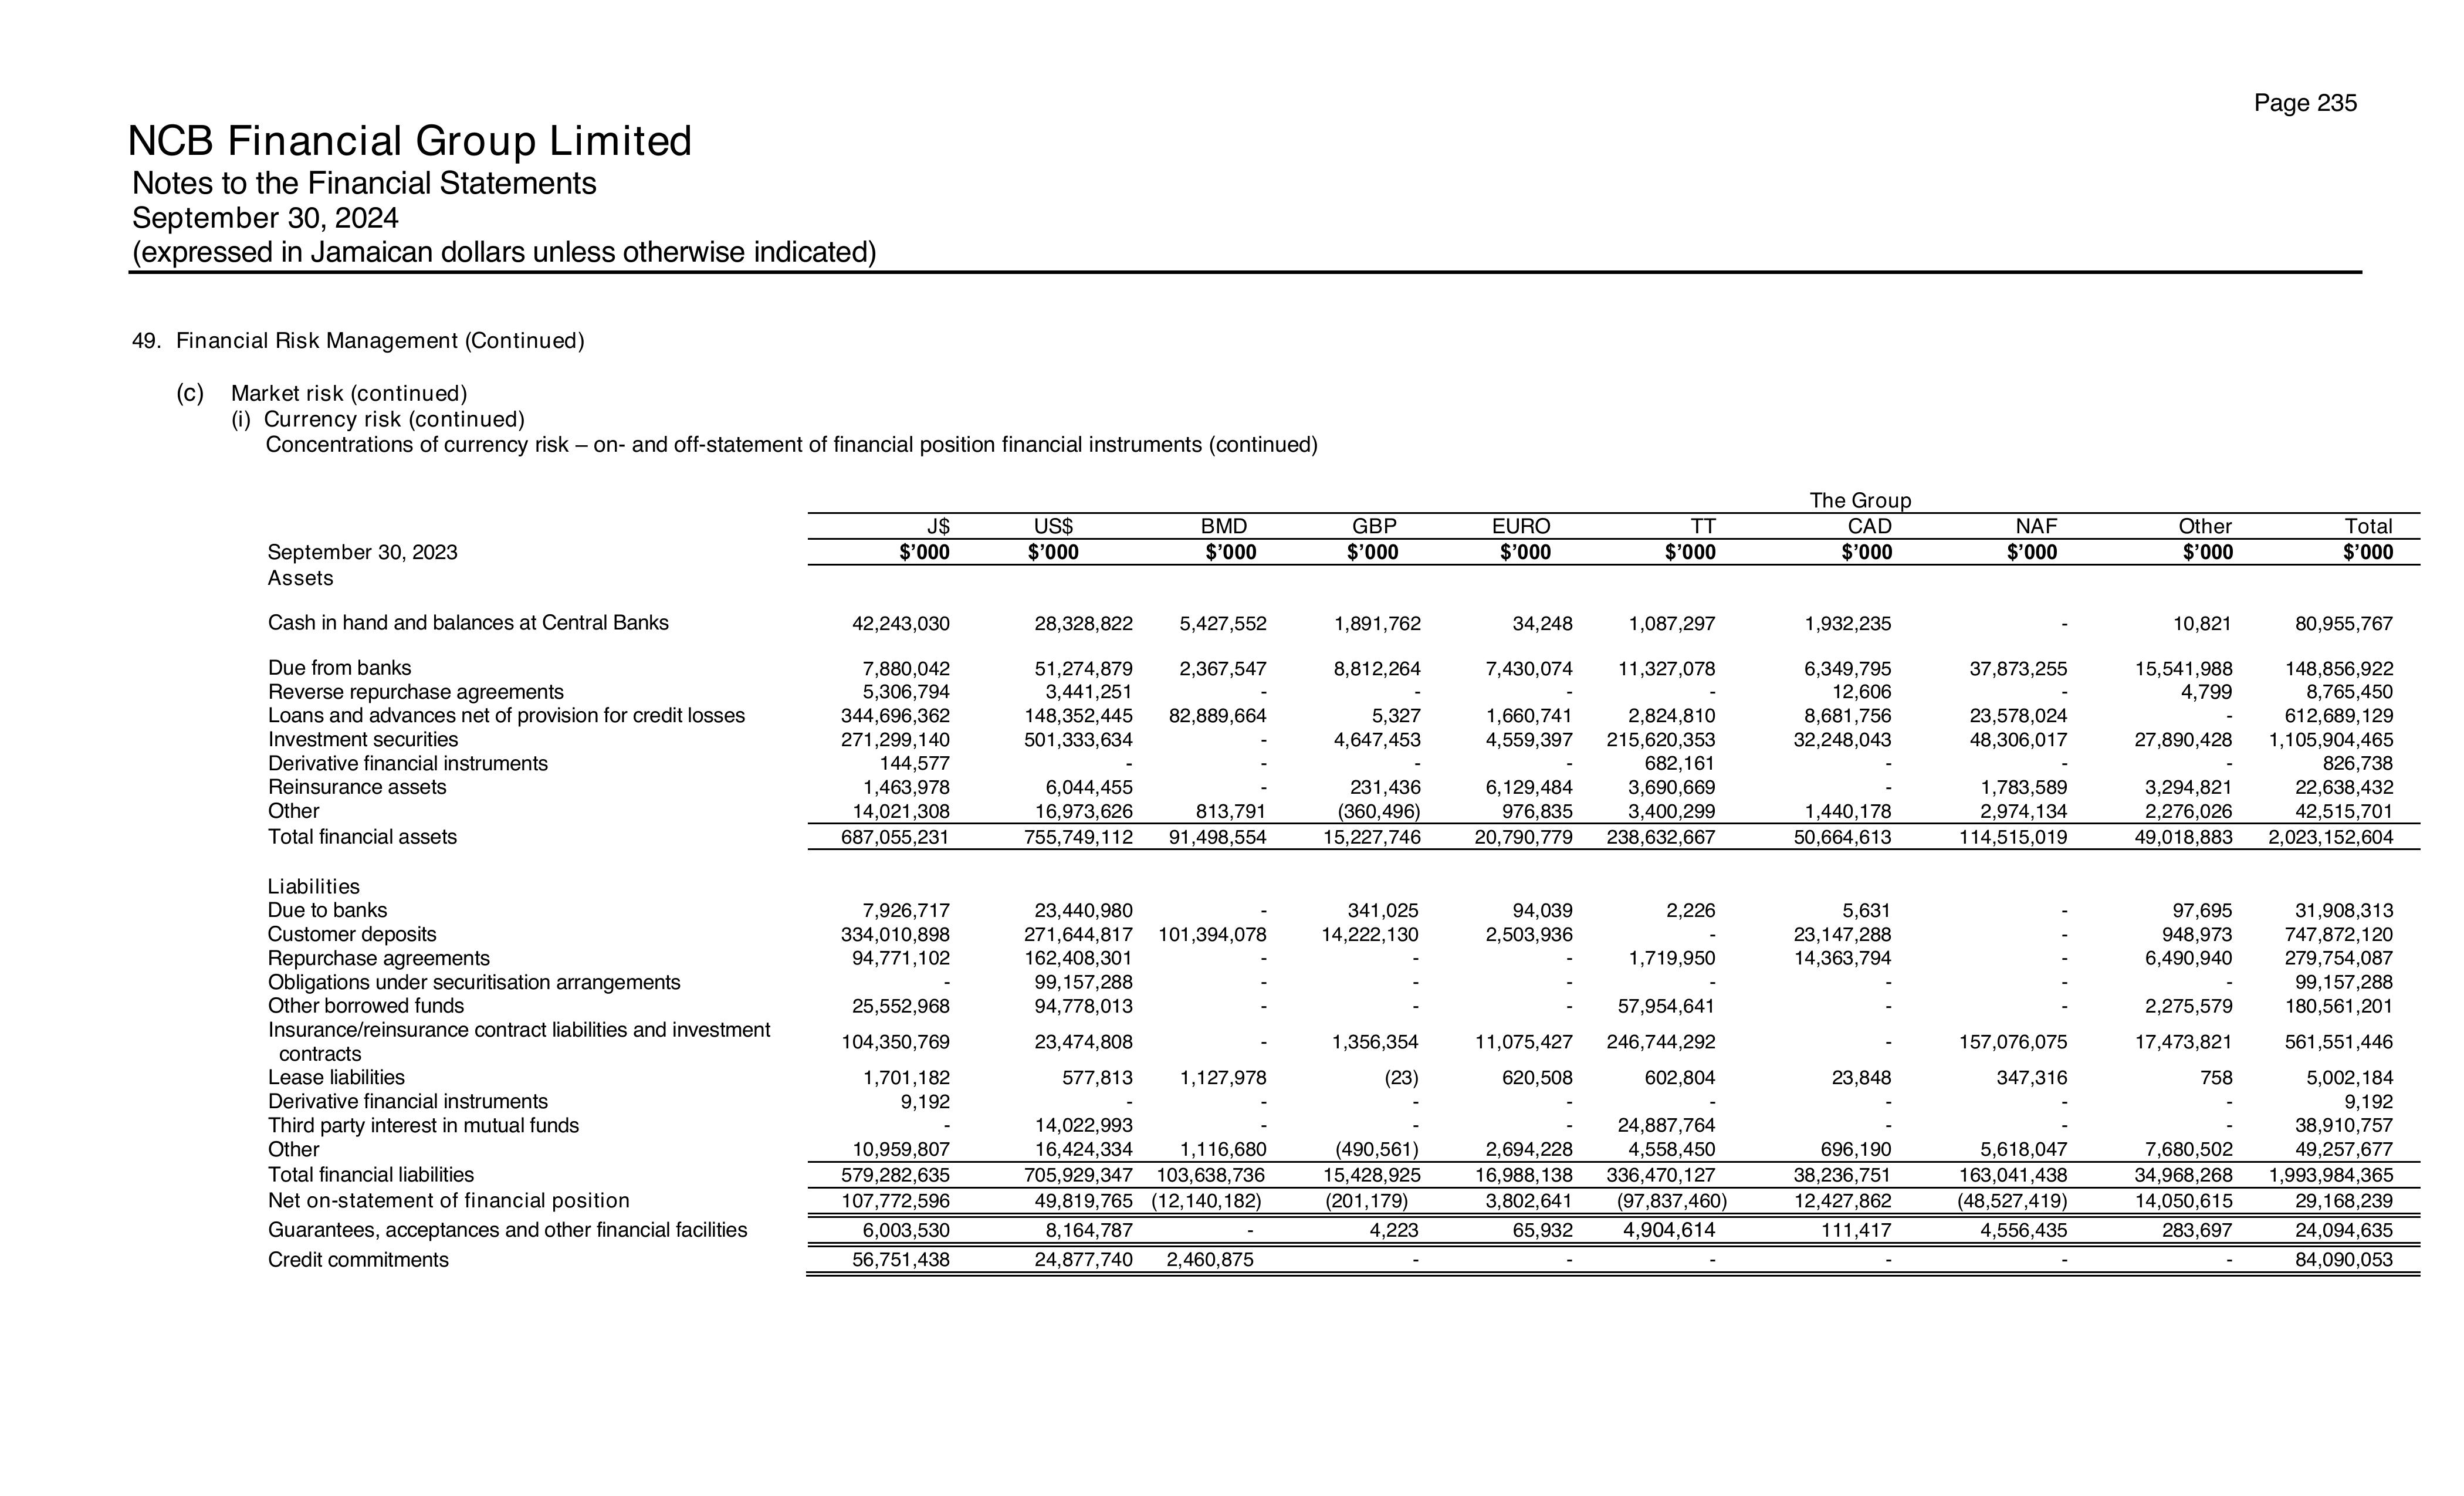 Page 235
NCB Financial Group Limited
Notes to the Financial Statements
September 30, 2024
(expressed in Jamaican dollars unless otherwise indicated)
49. Financial Risk Management (Continued)
(c) Market risk (continued)
(i) Currency risk (continued)
Concentrations of currency risk – on- and off-statement of financial position financial instruments (continued)
The Group
J$ US$ BMD GBP EURO TT CAD NAF Other Total
September 30, 2023 $’000 $’000 $’000 $’000 $’000 $’000 $’000 $’000 $’000 $’000
Assets
Cash in hand and balances at Central Banks 42,243,030 28,328,822 5,427,552 1,891,762 34,248 1,087,297 1,932,235 - 10,821 80,955,767
Due from banks 7,880,042 51,274,879 2,367,547 8,812,264 7,430,074 11,327,078 6,349,795 37,873,255 15,541,988 148,856,922
Reverse repurchase agreements 5,306,794 3,441,251 - - - - 12,606 - 4,799 8,765,450
Loans and advances net of provision for credit losses 344,696,362 148,352,445 82,889,664 5,327 1,660,741 2,824,810 8,681,756 23,578,024 - 612,689,129
Investment securities 271,299,140 501,333,634 - 4,647,453 4,559,397 215,620,353 32,248,043 48,306,017 27,890,428 1,105,904,465
Derivative financial instruments 144,577 - - - - 682,161 - - - 826,738
Reinsurance assets 1,463,978 6,044,455 - 231,436 6,129,484 3,690,669 - 1,783,589 3,294,821 22,638,432
Other 14,021,308 16,973,626 813,791 (360,496) 976,835 3,400,299 1,440,178 2,974,134 2,276,026 42,515,701
Total financial assets 687,055,231 755,749,112 91,498,554 15,227,746 20,790,779 238,632,667 50,664,613 114,515,019 49,018,883 2,023,152,604
Liabilities
Due to banks 7,926,717 23,440,980 - 341,025 94,039 2,226 5,631 - 97,695 31,908,313
Customer deposits 334,010,898 271,644,817 101,394,078 14,222,130 2,503,936 - 23,147,288 - 948,973 747,872,120
Repurchase agreements 94,771,102 162,408,301 - - - 1,719,950 14,363,794 - 6,490,940 279,754,087
Obligations under securitisation arrangements - 99,157,288 - - - - - - - 99,157,288
Other borrowed funds 25,552,968 94,778,013 - - - 57,954,641 - - 2,275,579 180,561,201
Insurance/reinsurance contract liabilities and investment
contracts 104,350,769 23,474,808 - 1,356,354 11,075,427 246,744,292 - 157,076,075 17,473,821 561,551,446
Lease liabilities 1,701,182 577,813 1,127,978 (23) 620,508 602,804 23,848 347,316 758 5,002,184
Derivative financial instruments 9,192 - - - - - - - - 9,192
Third party interest in mutual funds - 14,022,993 - - - 24,887,764 - - - 38,910,757
Other 10,959,807 16,424,334 1,116,680 (490,561) 2,694,228 4,558,450 696,190 5,618,047 7,680,502 49,257,677
Total financial liabilities 579,282,635 705,929,347 103,638,736 15,428,925 16,988,138 336,470,127 38,236,751 163,041,438 34,968,268 1,993,984,365
Net on-statement of financial position 107,772,596 49,819,765 (12,140,182) (201,179) 3,802,641 (97,837,460) 12,427,862 (48,527,419) 14,050,615 29,168,239
Guarantees, acceptances and other financial facilities 6,003,530 8,164,787 - 4,223 65,932 4,904,614 111,417 4,556,435 283,697 24,094,635
Credit commitments 56,751,438 24,877,740 2,460,875 - - - - - - 84,090,053